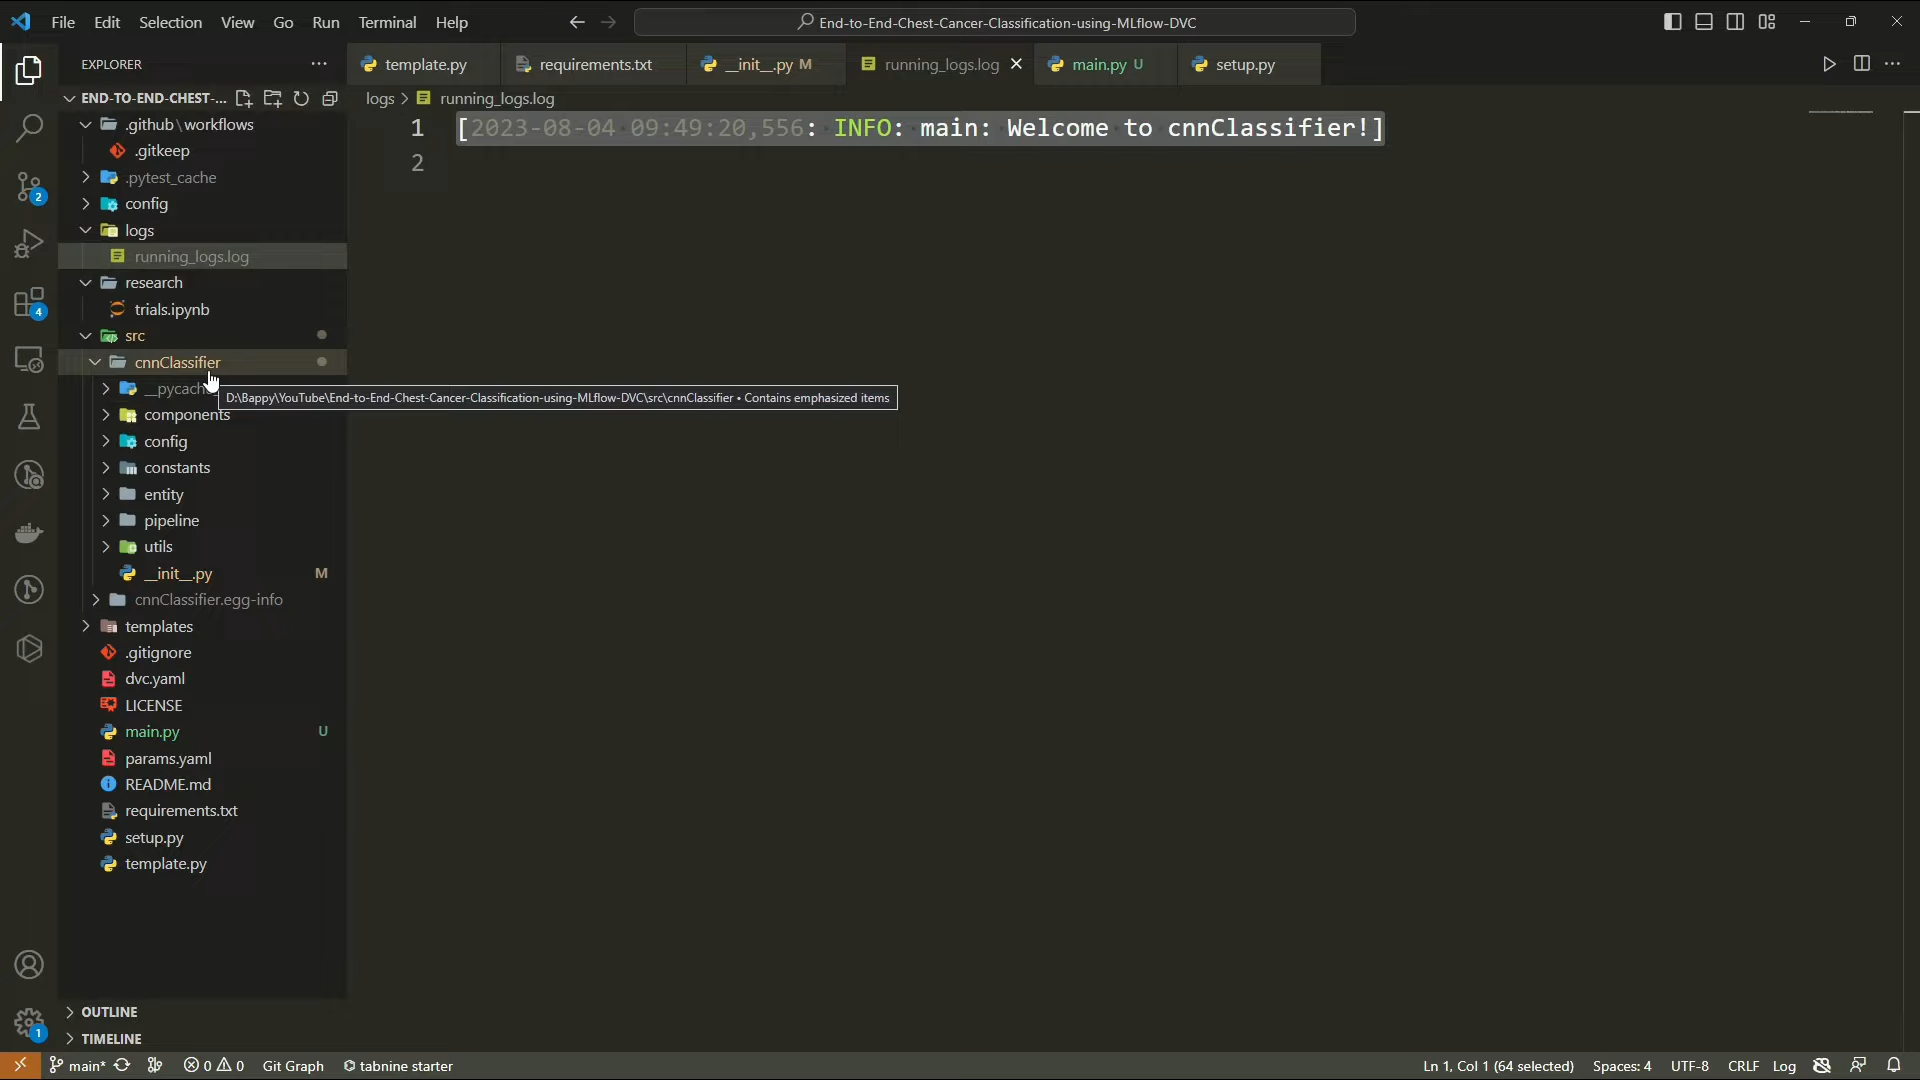 File Edit Selection View Go Run Terminal Help
End-to-End-Chest-Cancer-Classification-using-MLflow-DVC
EXPLORER
template.py
requirements.txt
__init__.py M
running_logs.log
main.py U
setup.py
END-TO-END-CHEST-...
logs > running_logs.log
.github\workflows
.gitkeep
.pytest_cache
config
logs
running_logs.log
research
trials.ipynb
src
cnnClassifier
__pycach
D:\Bappy\YouTube\End-to-End-Chest-Cancer-Classification-using-MLflow-DVC\src\cnnClassifier • Contains emphasized items
components
config
constants
entity
pipeline
utils
__init__.py M
cnnClassifier.egg-info
templates
.gitignore
dvc.yaml
LICENSE
main.py U
params.yaml
README.md
requirements.txt
setup.py
template.py
1 [2023-08-04 09:49:20,556: INFO: main: Welcome to cnnClassifier!]
2
2
4
1
OUTLINE
TIMELINE
main* 0 0 Git Graph tabnine starter
Ln 1, Col 1 (64 selected) Spaces: 4 UTF-8 CRLF Log